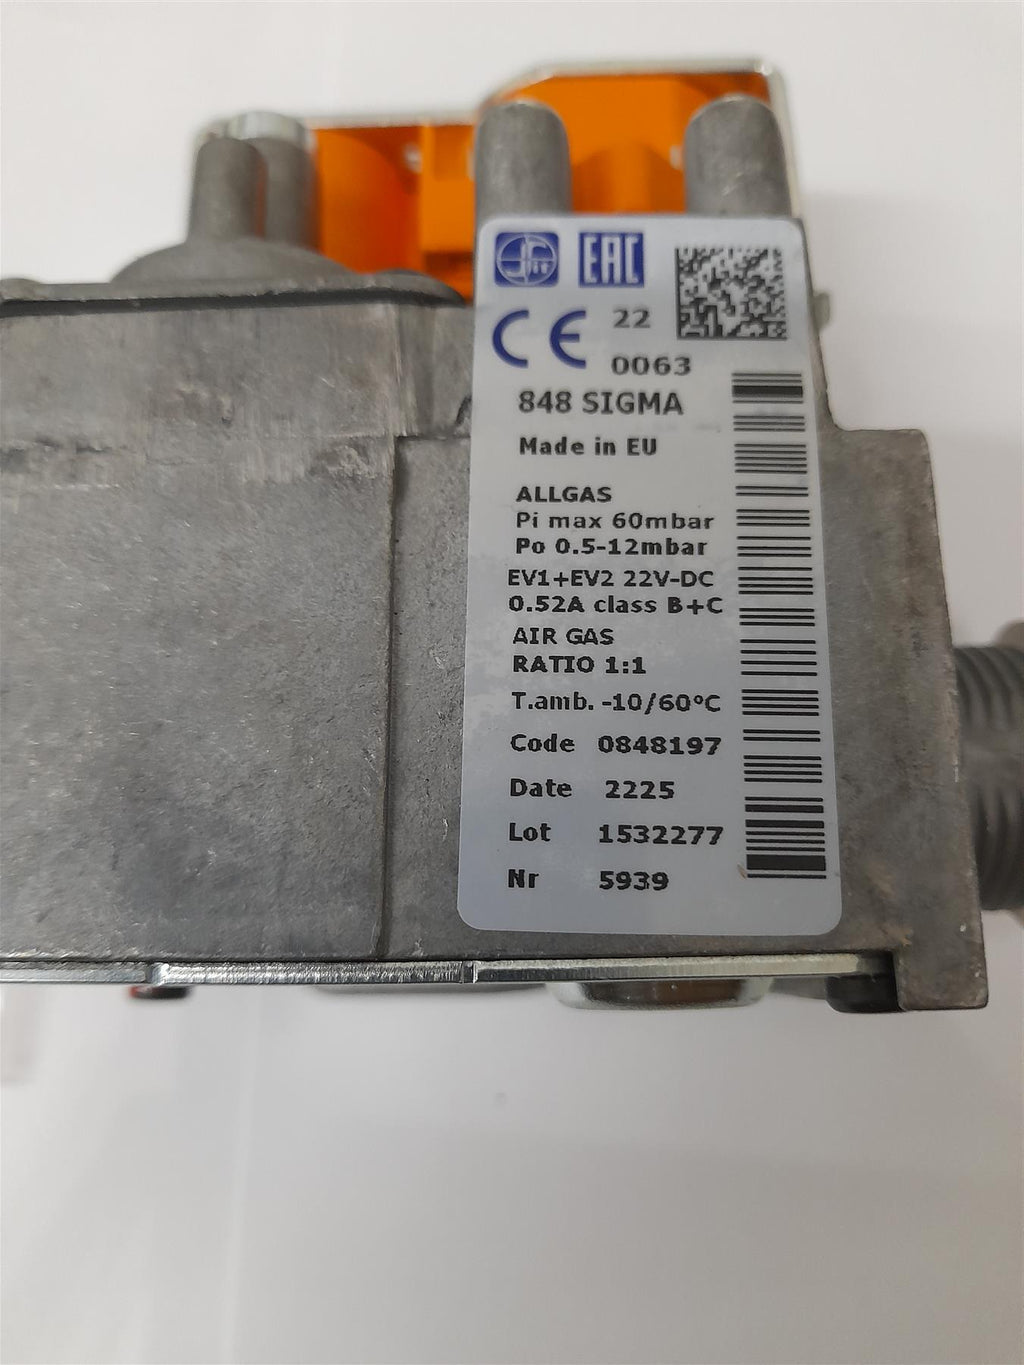 Sit
EAC
CE 22
0063
848 SIGMA
Made in EU
ALLGAS
Pi max 60mbar
Po 0.5-12mbar
EV1+EV2 22V-DC
0.52A class B+C
AIR GAS
RATIO 1:1
T.amb. -10/60°C
Code 0848197
Date 2225
Lot 1532277
Nr 5939